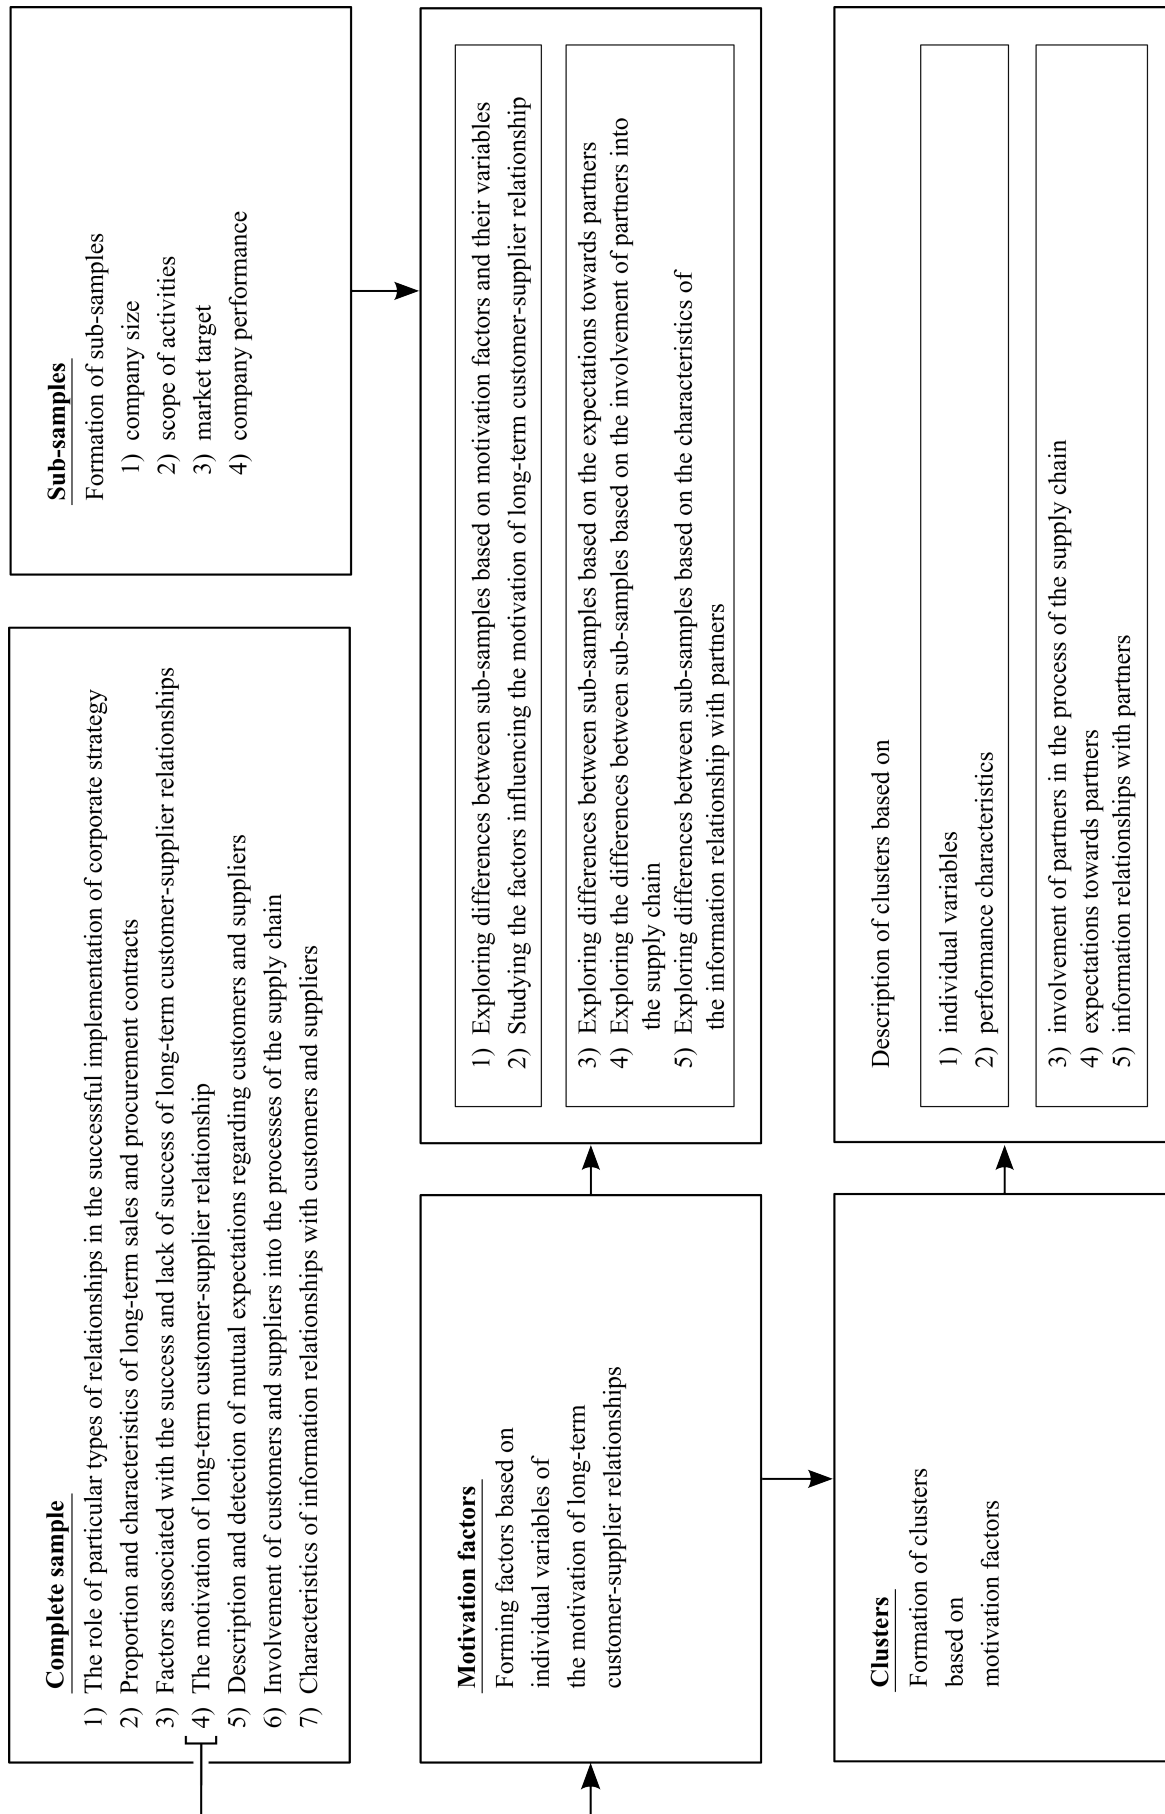 Complete sample
1) The role of particular types of relationships in the successful implementation of corporate strategy
2) Proportion and characteristics of long-term sales and procurement contracts
3) Factors associated with the success and lack of success of long-term customer-supplier relationships
4) The motivation of long-term customer-supplier relationship
5) Description and detection of mutual expectations regarding customers and suppliers
6) Involvement of customers and suppliers into the processes of the supply chain
7) Characteristics of information relationships with customers and suppliers
Sub-samples
Formation of sub-samples
1) company size
2) scope of activities
3) market target
4) company performance
Motivation factors
Forming factors based on
individual variables of
the motivation of long-term
customer-supplier relationships
1) Exploring differences between sub-samples based on motivation factors and their variables
2) Studying the factors influencing the motivation of long-term customer-supplier relationship
3) Exploring differences between sub-samples based on the expectations towards partners
4) Exploring the differences between sub-samples based on the involvement of partners into
the supply chain
5) Exploring differences between sub-samples based on the characteristics of
the information relationship with partners
Clusters
Formation of clusters
based on
motivation factors
Description of clusters based on
1) individual variables
2) performance characteristics
3) involvement of partners in the process of the supply chain
4) expectations towards partners
5) information relationships with partners